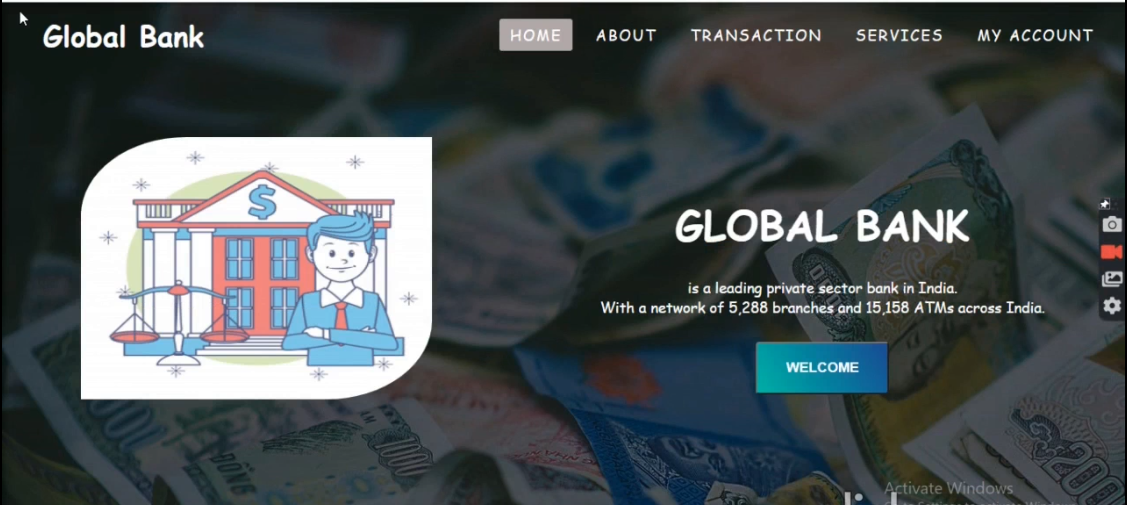 Global Bank
HOME ABOUT TRANSACTION SERVICES MY ACCOUNT
$
GLOBAL BANK
is a leading private sector bank in India.
With a network of 5,288 branches and 15,158 ATMs across India.
WELCOME
Activate Windows